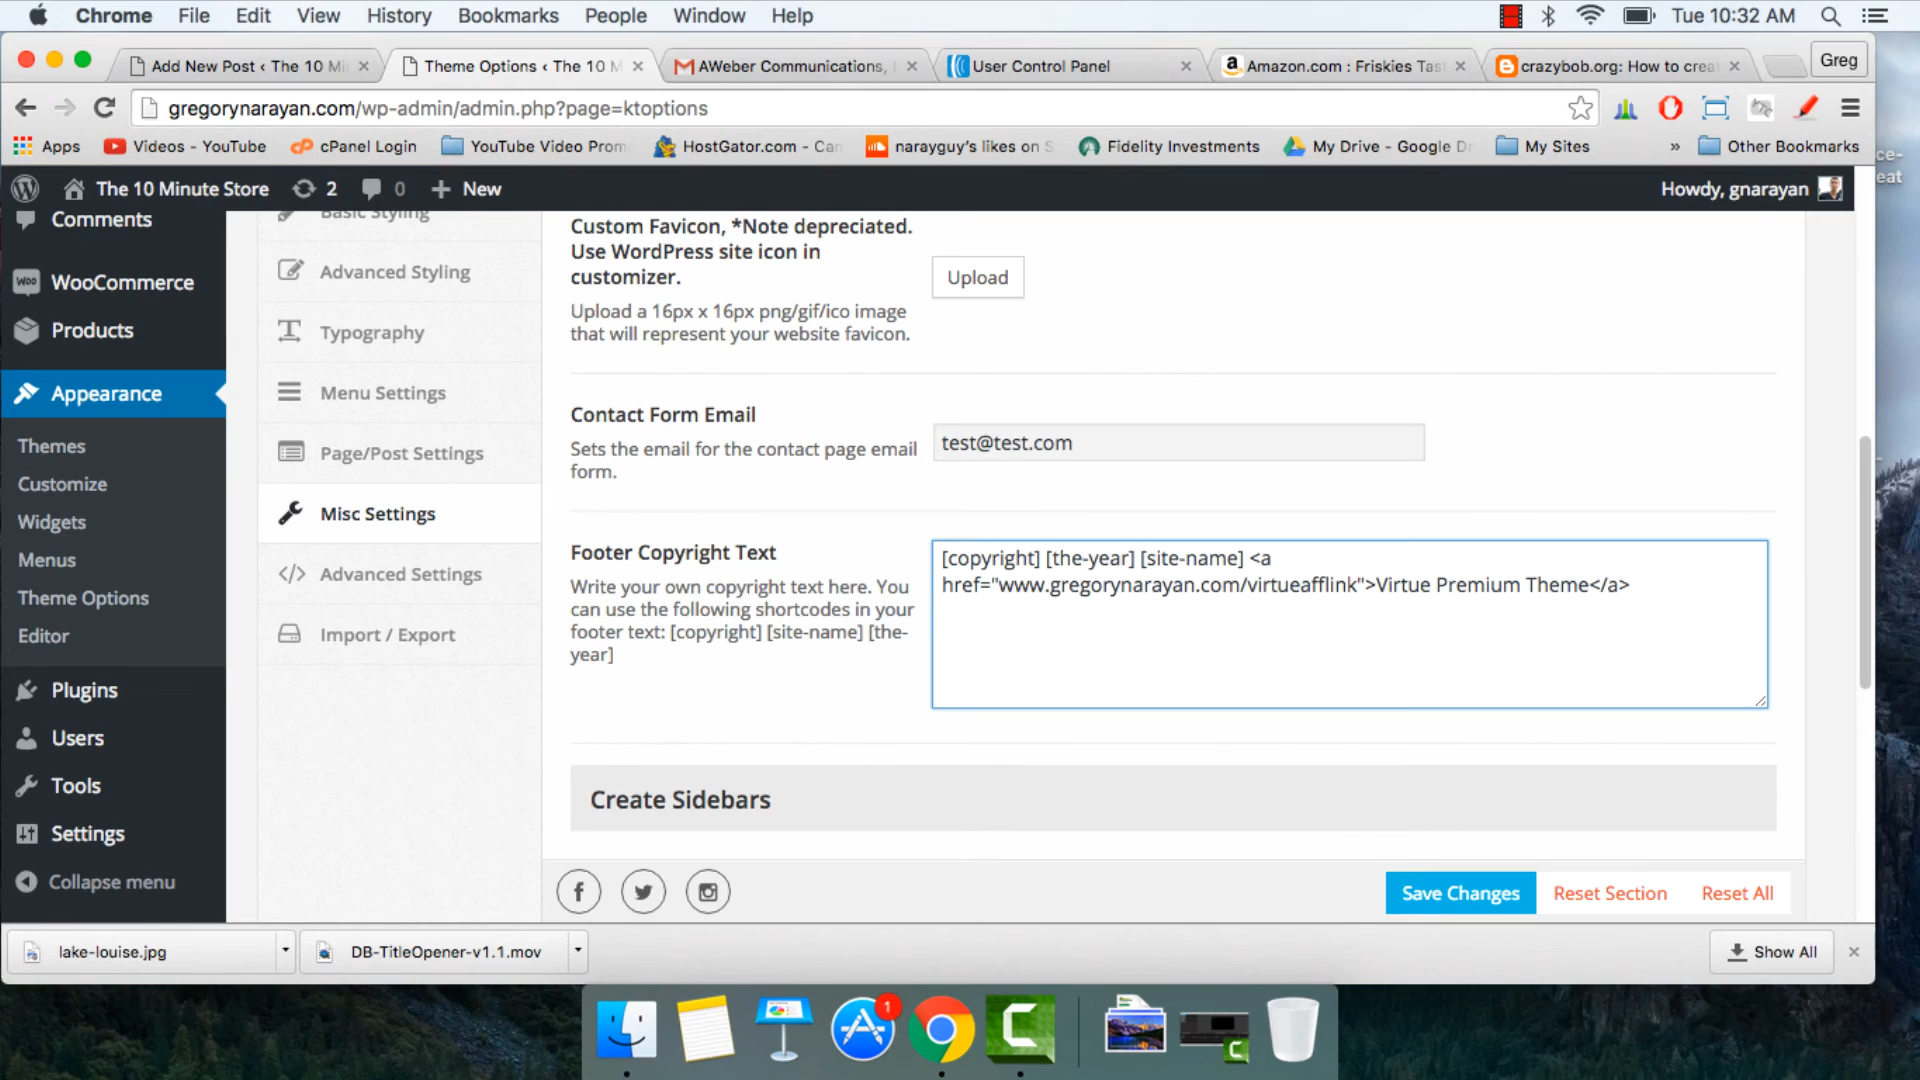 Chrome File Edit View History Bookmarks People Window Help Tue 10:32 AM
Add New Post ‹ The 10 Mi Theme Options ‹ The 10 M AWeber Communications, User Control Panel Amazon.com : Friskies Tast crazybob.org: How to crea Greg
gregorynarayan.com/wp-admin/admin.php?page=ktoptions
Apps Videos - YouTube cPanel Login YouTube Video Prom HostGator.com - Can narayguy's likes on S Fidelity Investments My Drive - Google Dr My Sites » Other Bookmarks
The 10 Minute Store 2 0 + New Howdy, gnarayan
Comments
WooCommerce
Products
Appearance
Themes
Customize
Widgets
Menus
Theme Options
Editor
Plugins
Users
Tools
Settings
Collapse menu
Basic Styling
Advanced Styling
Typography
Menu Settings
Page/Post Settings
Misc Settings
Advanced Settings
Import / Export
Custom Favicon, *Note depreciated.
Use WordPress site icon in
customizer.
Upload a 16px x 16px png/gif/ico image
that will represent your website favicon.
Upload
Contact Form Email
Sets the email for the contact page email
form.
test@test.com
Footer Copyright Text
Write your own copyright text here. You
can use the following shortcodes in your
footer text: [copyright] [site-name] [the-
year]
[copyright] [the-year] [site-name] <a
href="www.gregorynarayan.com/virtueafflink">Virtue Premium Theme</a>
Create Sidebars
Save Changes Reset Section Reset All
lake-louise.jpg DB-TitleOpener-v1.1.mov Show All
1
ce-
eat